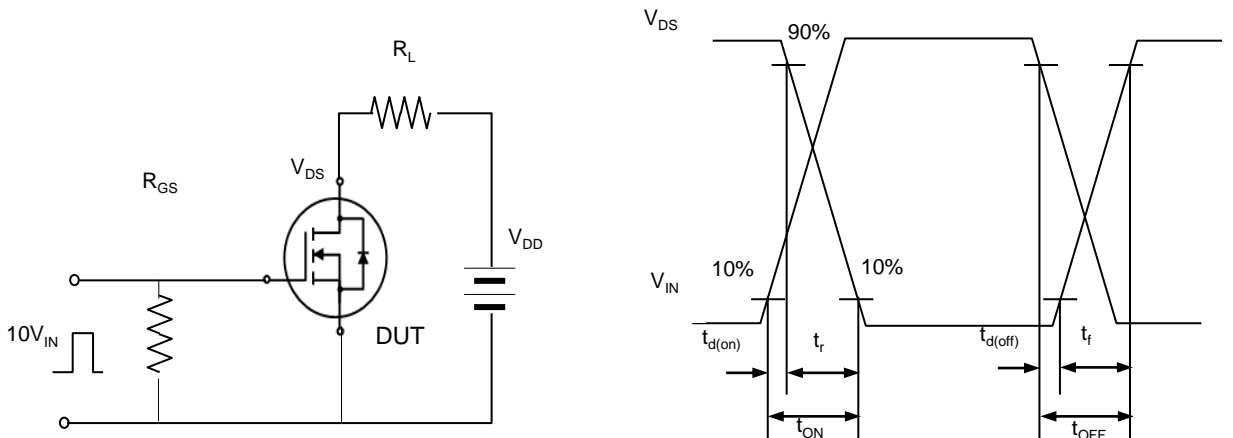 R_L
V_DS
R_GS
V_DD
10V_IN
DUT
V_DS
90%
10%
10%
V_IN
t_d(on)
t_r
t_d(off)
t_f
t_ON
t_OFF